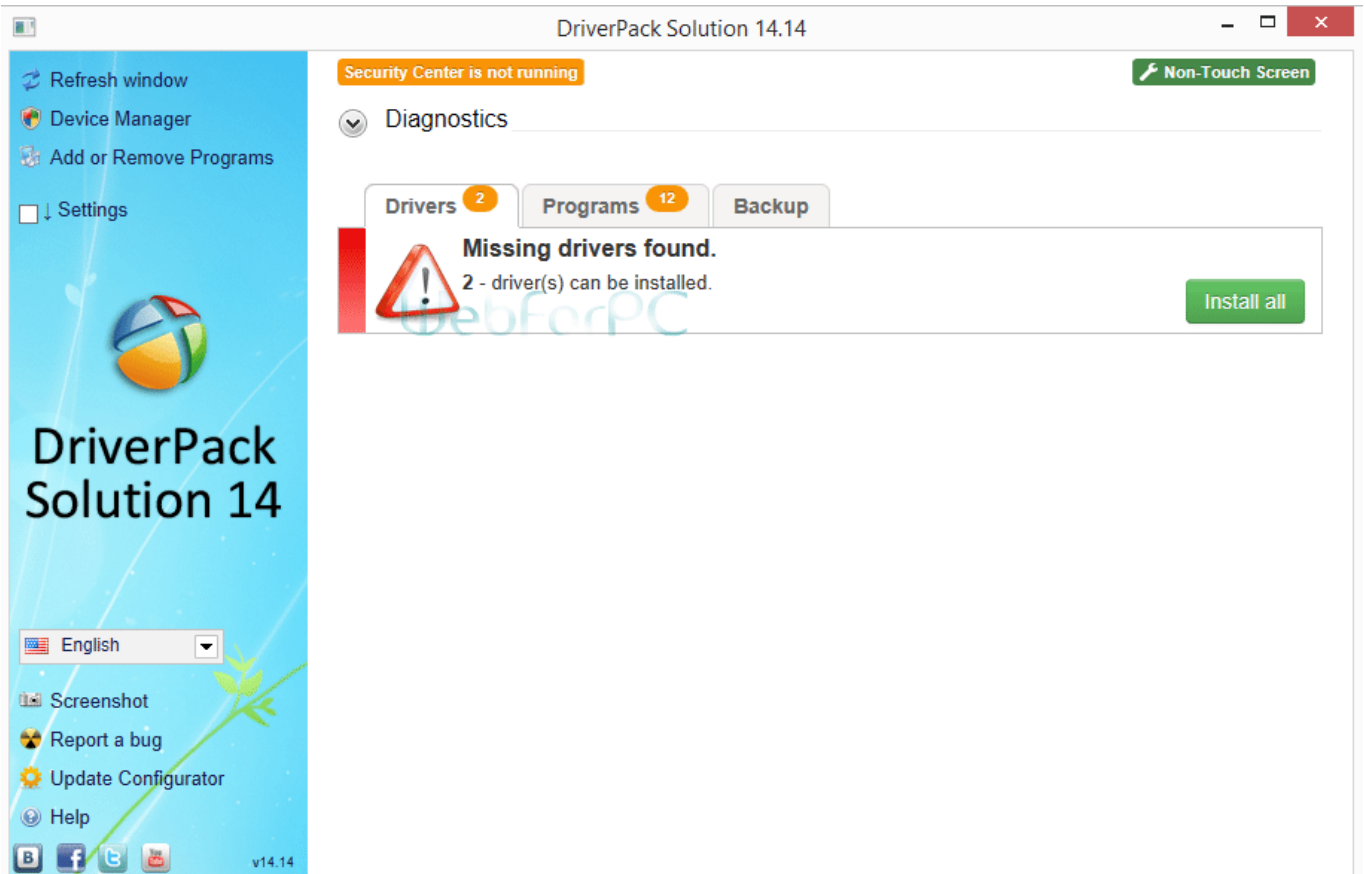 DriverPack Solution 14.14
Refresh window
Device Manager
Add or Remove Programs
↓ Settings
DriverPack
Solution 14
English
Screenshot
Report a bug
Update Configurator
Help
B f t You
v14.14
Security Center is not running
Non-Touch Screen
Diagnostics
Drivers 2
Programs 12
Backup
Missing drivers found.
2 - driver(s) can be installed.
WebForPC
Install all